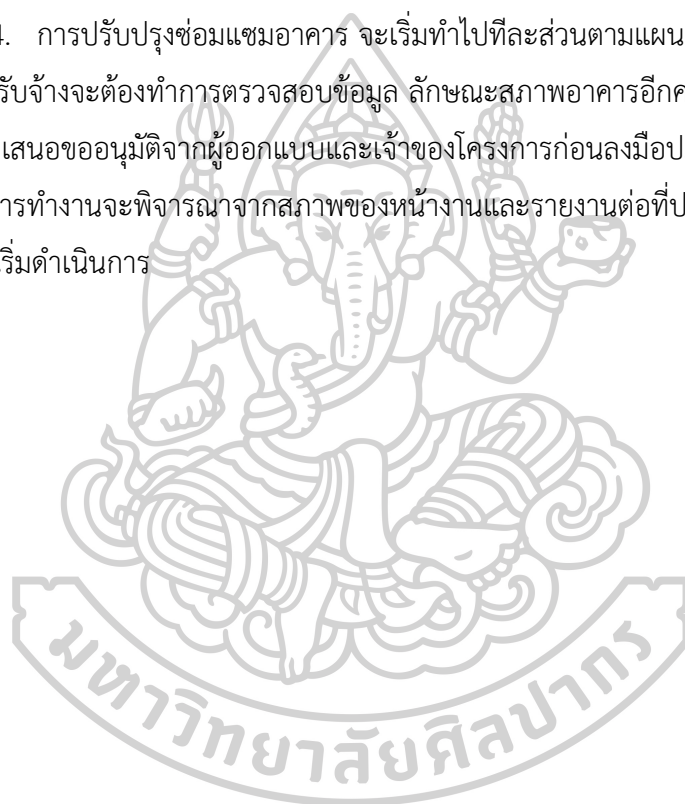 4. การปรับปรุงซ่อมแซมอาคาร จะเริ่มทำไปทีละส่วนตามแผน
รับจ้างจะต้องทำการตรวจสอบข้อมูล ลักษณะสภาพอาคารอีกค
เสนอขออนุมัติจากผู้ออกแบบและเจ้าของโครงการก่อนลงมือป
การทำงานจะพิจารณาจากสภาพของหน้างานและรายงานต่อที่ป
เริ่มดำเนินการ
มหาวิทยาลัยศิลปากร